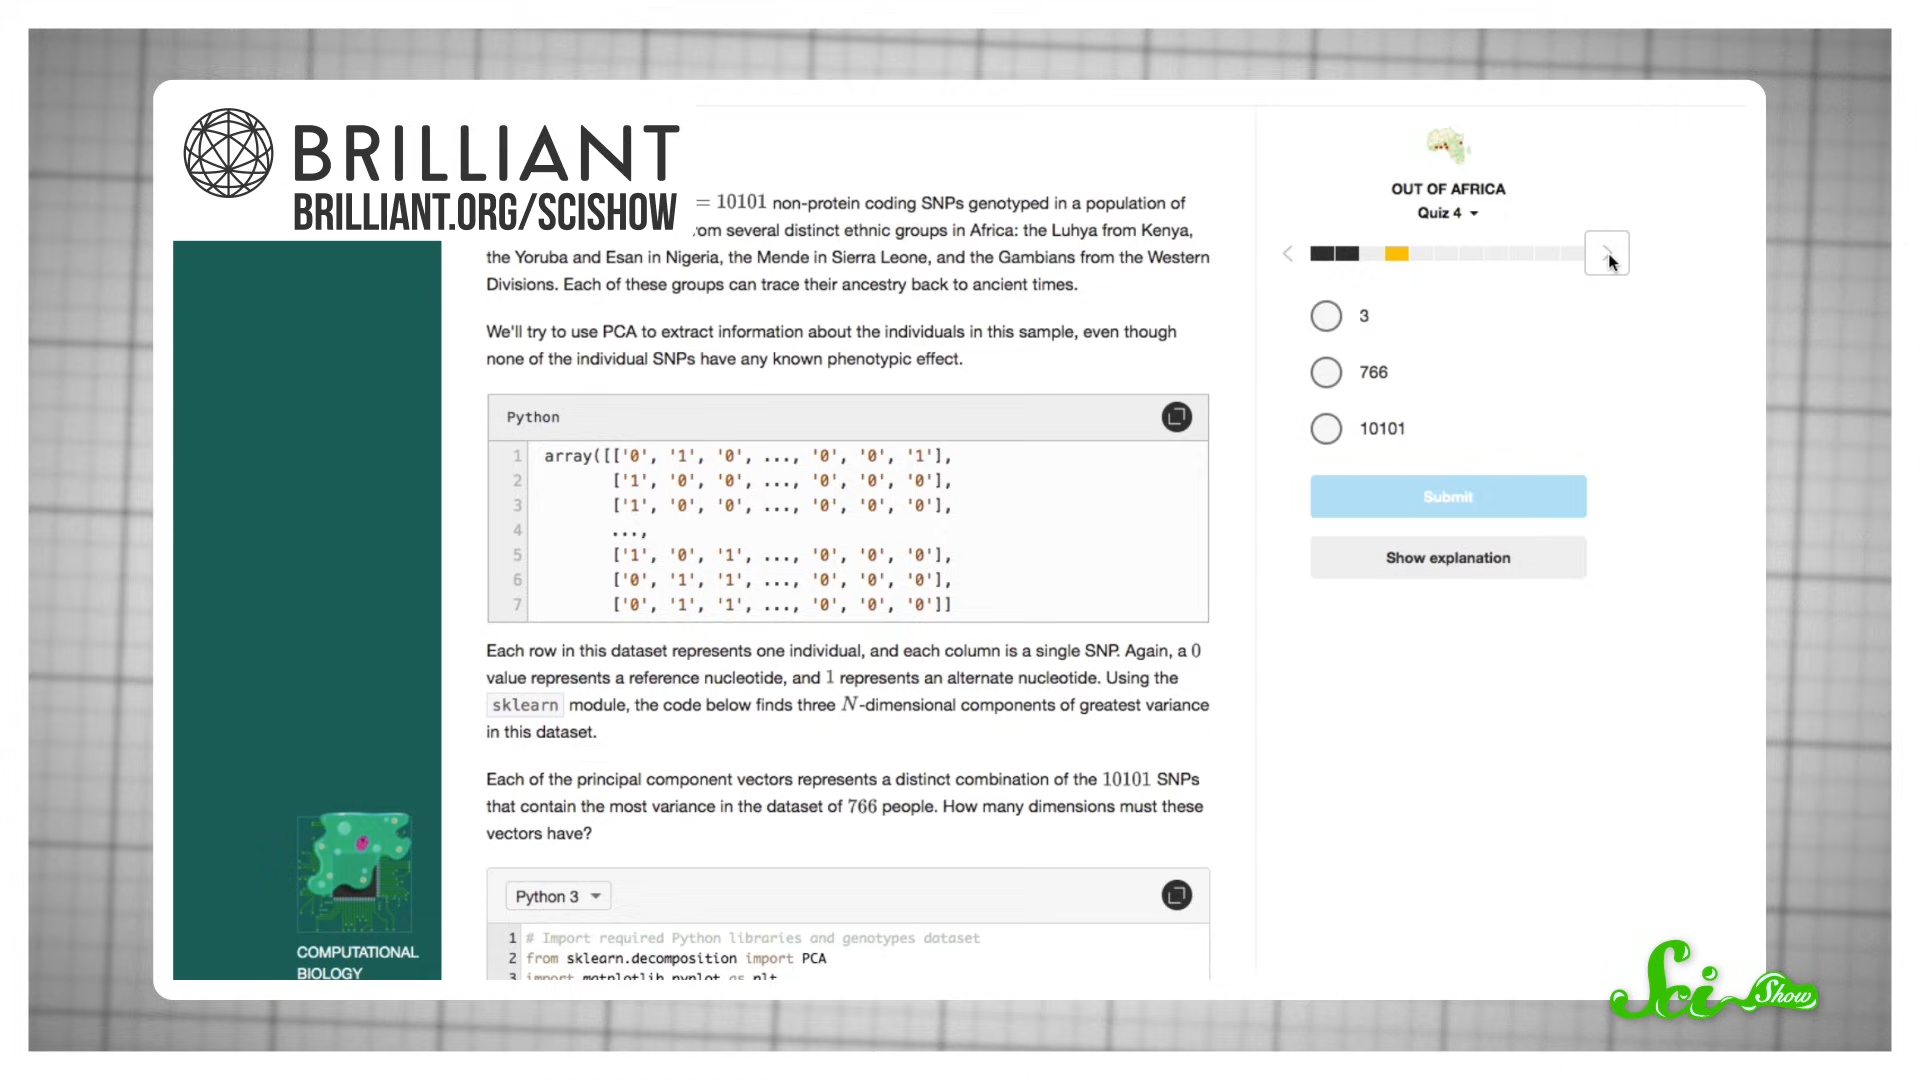 BRILLIANT
BRILLIANT.ORG/SCISHOW
= 10101 non-protein coding SNPs genotyped in a population of
om several distinct ethnic groups in Africa: the Luhya from Kenya,
the Yoruba and Esan in Nigeria, the Mende in Sierra Leone, and the Gambians from the Western
Divisions. Each of these groups can trace their ancestry back to ancient times.
We'll try to use PCA to extract information about the individuals in this sample, even though
none of the individual SNPs have any known phenotypic effect.
Python
1 array([['0', '1', '0', ..., '0', '0', '1'],
2 ['1', '0', '0', ..., '0', '0', '0'],
3 ['1', '0', '0', ..., '0', '0', '0'],
4 ...,
5 ['1', '0', '1', ..., '0', '0', '0'],
6 ['0', '1', '1', ..., '0', '0', '0'],
7 ['0', '1', '1', ..., '0', '0', '0']]
Each row in this dataset represents one individual, and each column is a single SNP. Again, a 0
value represents a reference nucleotide, and 1 represents an alternate nucleotide. Using the
sklearn module, the code below finds three N-dimensional components of greatest variance
in this dataset.
Each of the principal component vectors represents a distinct combination of the 10101 SNPs
that contain the most variance in the dataset of 766 people. How many dimensions must these
vectors have?
Python 3
1 # Import required Python libraries and genotypes dataset
2 from sklearn.decomposition import PCA
3 import matplotlib.pyplot as plt
COMPUTATIONAL
BIOLOGY
OUT OF AFRICA
Quiz 4
3
766
10101
Submit
Show explanation
SciShow